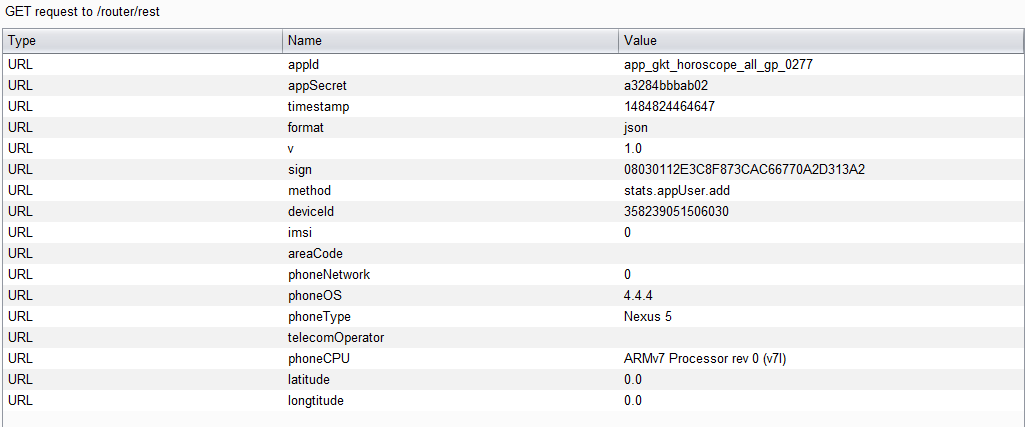 GET request to /router/rest
Type Name Value
URL appId app_gkt_horoscope_all_gp_0277
URL appSecret a3284bbbab02
URL timestamp 1484824464647
URL format json
URL v 1.0
URL sign 08030112E3C8F873CAC66770A2D313A2
URL method stats.appUser.add
URL deviceId 358239051506030
URL imsi 0
URL areaCode
URL phoneNetwork 0
URL phoneOS 4.4.4
URL phoneType Nexus 5
URL telecomOperator
URL phoneCPU ARMv7 Processor rev 0 (v7l)
URL latitude 0.0
URL longtitude 0.0